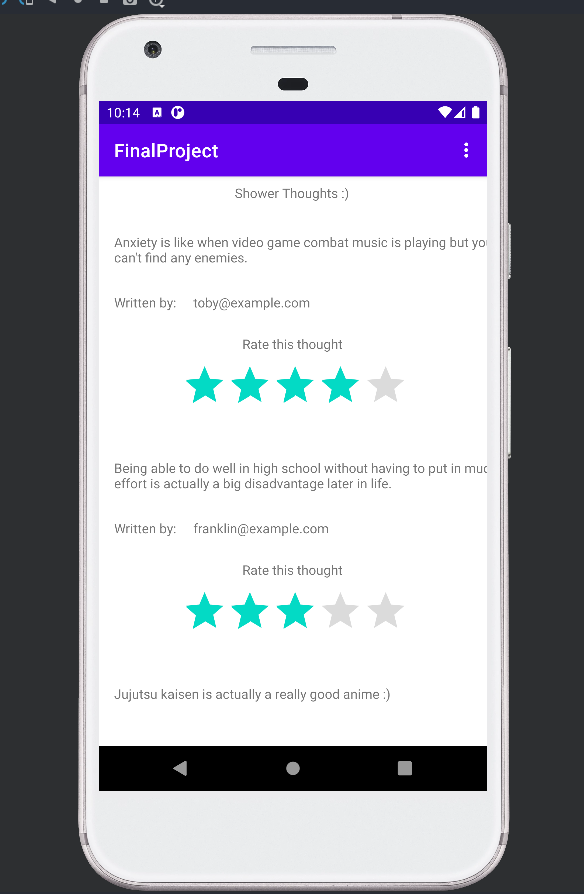 10:14
FinalProject
Shower Thoughts :)
Anxiety is like when video game combat music is playing but yo
can't find any enemies.
Written by: toby@example.com
Rate this thought
Being able to do well in high school without having to put in muc
effort is actually a big disadvantage later in life.
Written by: franklin@example.com
Rate this thought
Jujutsu kaisen is actually a really good anime :)